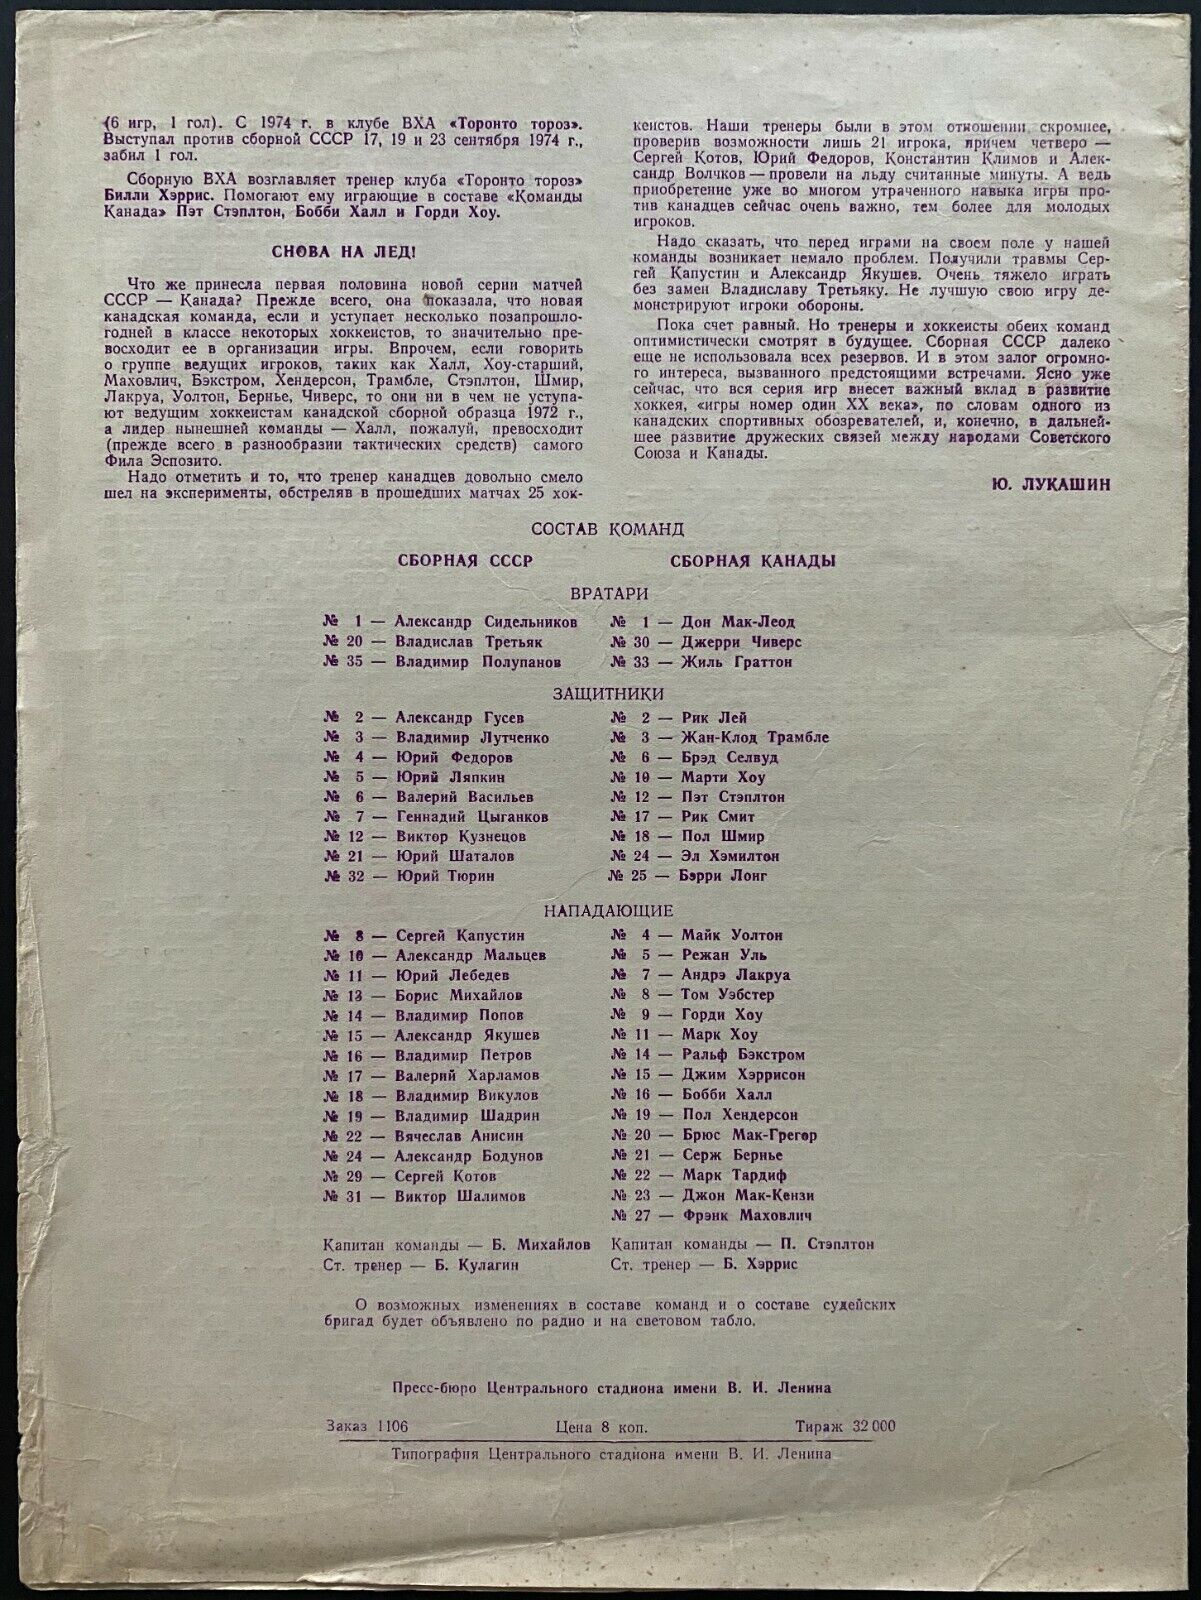 (6 игр, 1 гол). С 1974 г. в клубе ВХА «Торонто тороз».
Выступал против сборной СССР 17, 19 и 23 сентября 1974 г.,
забил 1 гол.
Сборную ВХА возглавляет тренер клуба «Торонто тороз»
Билли Хэррис. Помогают ему играющие в составе «Команды
Канада» Пэт Стэплтон, Бобби Халл и Горди Хоу.
СНОВА НА ЛЕД!
Что же принесла первая половина новой серии матчей
СССР — Канада? Прежде всего, она показала, что новая
канадская команда, если и уступает несколько позапрошло-
годней в классе некоторых хоккеистов, то значительно пре-
восходит ее в организации игры. Впрочем, если говорить
о группе ведущих игроков, таких как Халл, Хоу-старший,
Маховлич, Бэкстром, Хендерсон, Трамбле, Стэплтон, Шмир,
Лакруа, Уолтон, Бернье, Чиверс, то они ни в чем не уступа-
ют ведущим хоккеистам канадской сборной образца 1972 г.,
а лидер нынешней команды — Халл, пожалуй, превосходит
(прежде всего в разнообразии тактических средств) самого
Фила Эспозито.
Надо отметить и то, что тренер канадцев довольно смело
шел на эксперименты, обстреляв в прошедших матчах 25 хок-
кеистов. Наши тренеры были в этом отношении скромнее,
проверив возможности лишь 21 игрока, причем четверо —
Сергей Котов, Юрий Федоров, Константин Климов и Алек-
сандр Волчков — провели на льду считанные минуты. А ведь
приобретение уже во многом утраченного навыка игры про-
тив канадцев сейчас очень важно, тем более для молодых
игроков.
Надо сказать, что перед играми на своем поле у нашей
команды возникает немало проблем. Получили травмы Сер-
гей Капустин и Александр Якушев. Очень тяжело играть
без замен Владиславу Третьяку. Не лучшую свою игру де-
монстрируют игроки обороны.
Пока счет равный. Но тренеры и хоккеисты обеих команд
оптимистически смотрят в будущее. Сборная СССР далеко
еще не использовала всех резервов. И в этом залог огромно-
го интереса, вызванного предстоящими встречами. Ясно уже
сейчас, что вся серия игр внесет важный вклад в развитие
хоккея, «игры номер один XX века», по словам одного из
канадских спортивных обозревателей, и, конечно, в дальней-
шее развитие дружеских связей между народами Советского
Союза и Канады.
Ю. ЛУКАШИН
СОСТАВ КОМАНД
СБОРНАЯ СССР СБОРНАЯ КАНАДЫ
ВРАТАРИ
№ 1 — Александр Сидельников № 1 — Дон Мак-Леод
№ 20 — Владислав Третьяк № 30 — Джерри Чиверс
№ 35 — Владимир Полупанов № 33 — Жиль Граттон
ЗАЩИТНИКИ
№ 2 — Александр Гусев № 2 — Рик Лей
№ 3 — Владимир Лутченко № 3 — Жан-Клод Трамбле
№ 4 — Юрий Федоров № 6 — Брэд Селвуд
№ 5 — Юрий Ляпкин № 10 — Марти Хоу
№ 6 — Валерий Васильев № 12 — Пэт Стэплтон
№ 7 — Геннадий Цыганков № 17 — Рик Смит
№ 12 — Виктор Кузнецов № 18 — Пол Шмир
№ 21 — Юрий Шаталов № 24 — Эл Хэмилтон
№ 32 — Юрий Тюрин № 25 — Бэрри Лонг
НАПАДАЮЩИЕ
№ 8 — Сергей Капустин № 4 — Майк Уолтон
№ 10 — Александр Мальцев № 5 — Режан Уль
№ 11 — Юрий Лебедев № 7 — Андрэ Лакруа
№ 13 — Борис Михайлов № 8 — Том Уэбстер
№ 14 — Владимир Попов № 9 — Горди Хоу
№ 15 — Александр Якушев № 11 — Марк Хоу
№ 16 — Владимир Петров № 14 — Ральф Бэкстром
№ 17 — Валерий Харламов № 15 — Джим Хэррисон
№ 18 — Владимир Викулов № 16 — Бобби Халл
№ 19 — Владимир Шадрин № 19 — Пол Хендерсон
№ 22 — Вячеслав Анисин № 20 — Брюс Мак-Грегор
№ 24 — Александр Бодунов № 21 — Серж Бернье
№ 29 — Сергей Котов № 22 — Марк Тардиф
№ 31 — Виктор Шалимов № 23 — Джон Мак-Кензи
№ 27 — Фрэнк Маховлич
Капитан команды — Б. Михайлов Капитан команды — П. Стэплтон
Ст. тренер — Б. Кулагин Ст. тренер — Б. Хэррис
О возможных изменениях в составе команд и о составе судейских
бригад будет объявлено по радио и на световом табло.
Пресс-бюро Центрального стадиона имени В. И. Ленина
Заказ 1106 Цена 8 коп. Тираж 32 000
Типография Центрального стадиона имени В. И. Ленина